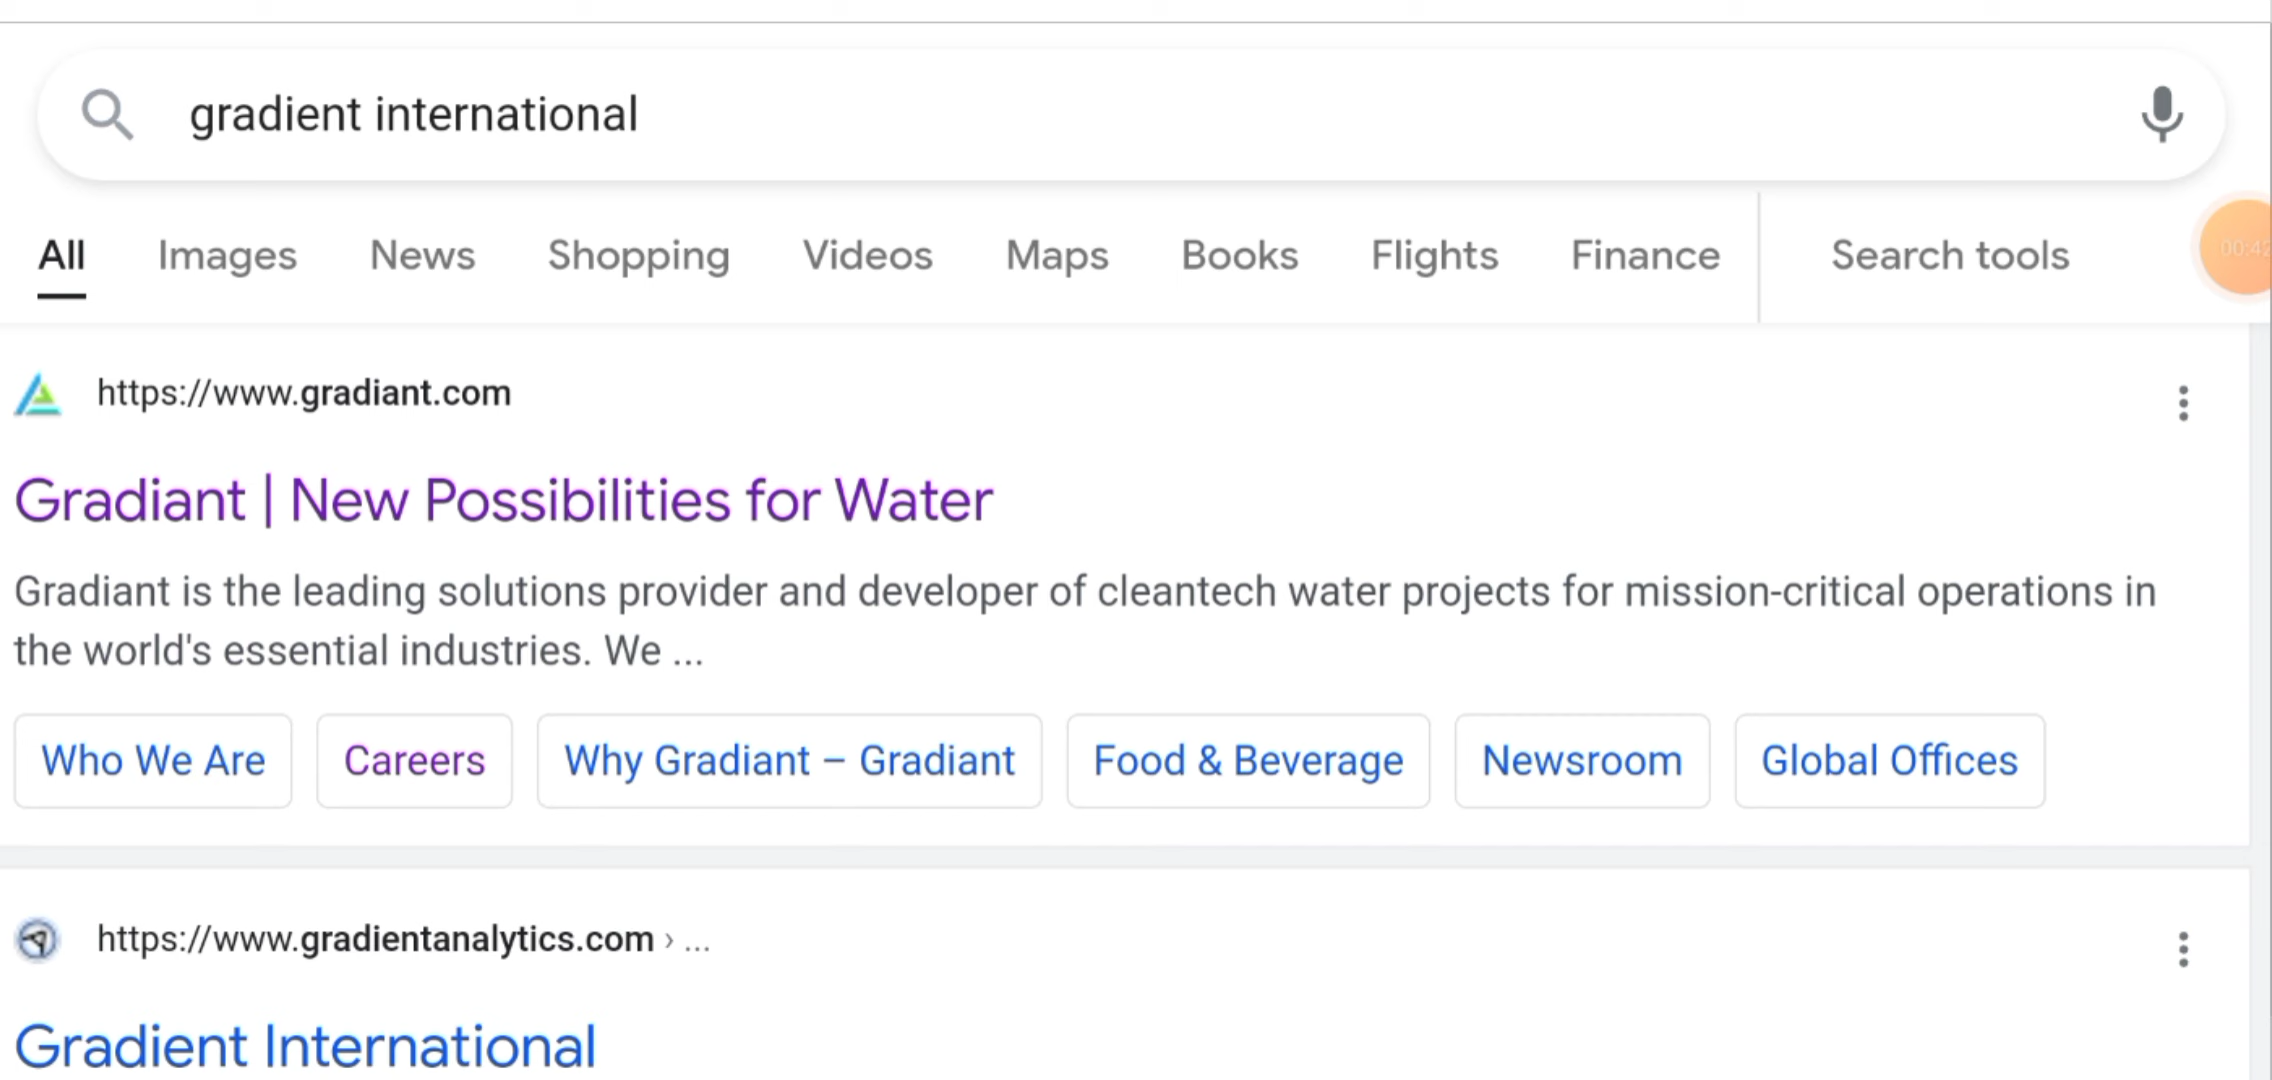 gradient international
All Images News Shopping Videos Maps Books Flights Finance Search tools
00:42
https://www.gradiant.com
Gradiant | New Possibilities for Water
Gradiant is the leading solutions provider and developer of cleantech water projects for mission-critical operations in
the world's essential industries. We ...
Who We Are Careers Why Gradiant – Gradiant Food & Beverage Newsroom Global Offices
https://www.gradientanalytics.com › ...
Gradient International